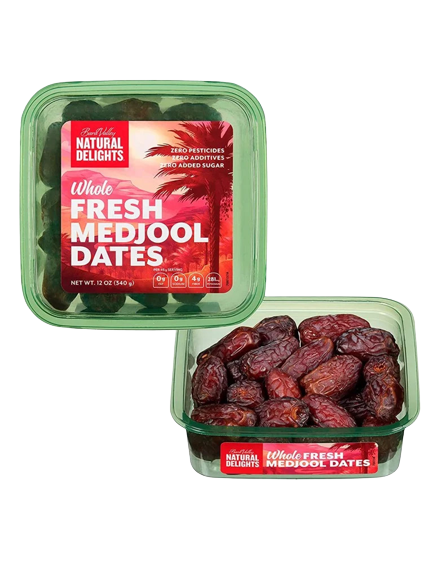 Bard Valley
NATURAL
DELIGHTS
ZERO PESTICIDES
ZERO ADDITIVES
ZERO ADDED SUGAR
Whole
FRESH
MEDJOOL
DATES
NET WT. 12 OZ (340 g)
0g
0g
4g
Bard Valley
NATURAL
DELIGHTS
Whole FRESH
MEDJOOL DATES